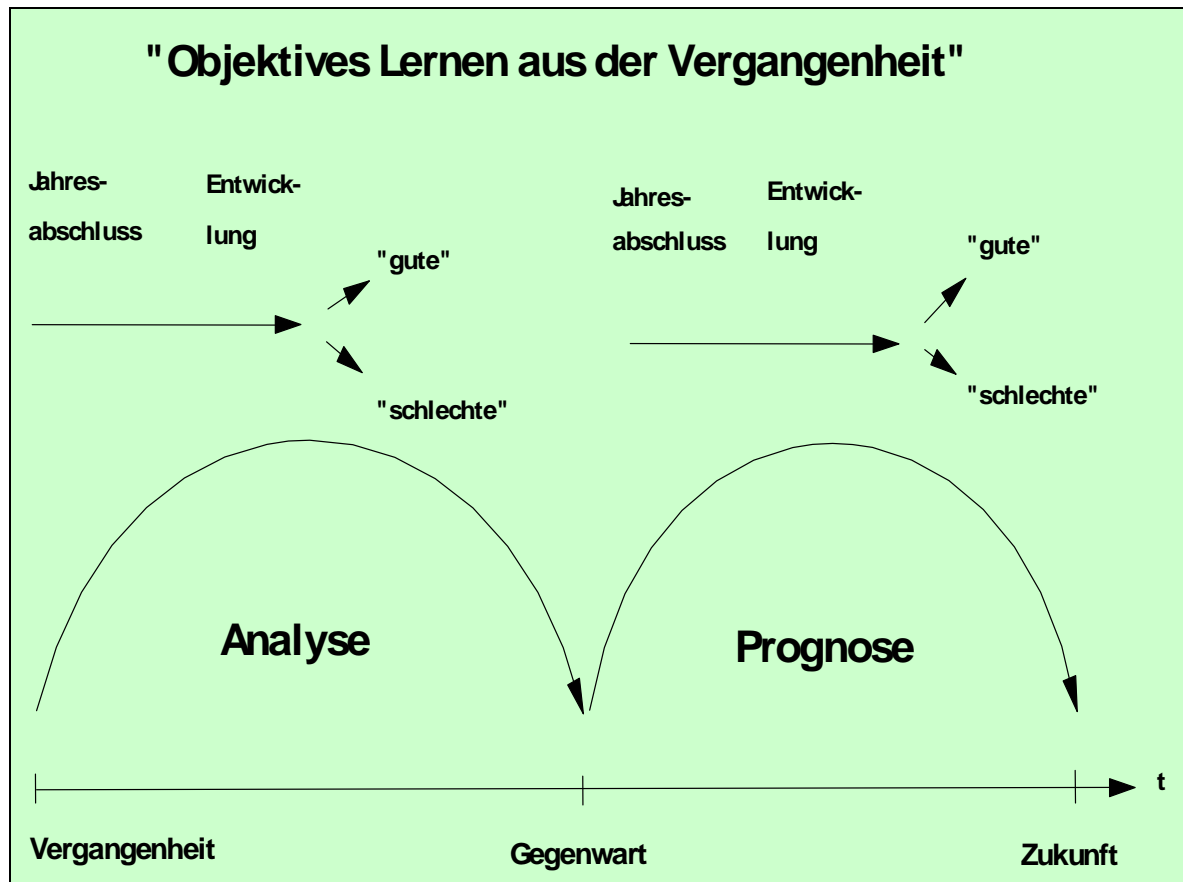 "Objektives Lernen aus der Vergangenheit"
Jahres-
abschluss
Entwick-
lung
"gute"
"schlechte"
Jahres-
abschluss
Entwick-
lung
"gute"
"schlechte"
Analyse
Prognose
t
Vergangenheit
Gegenwart
Zukunft